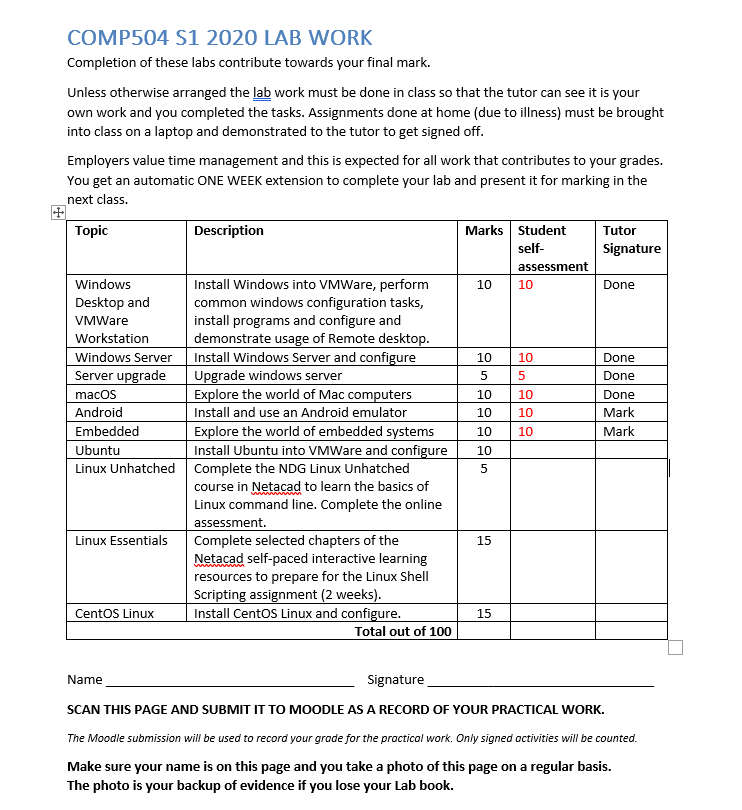 COMP504 S1 2020 LAB WORK
Completion of these labs contribute towards your final mark.
Unless otherwise arranged the lab work must be done in class so that the tutor can see it is your
own work and you completed the tasks. Assignments done at home (due to illness) must be brought
into class on a laptop and demonstrated to the tutor to get signed off.
Employers value time management and this is expected for all work that contributes to your grades.
You get an automatic ONE WEEK extension to complete your lab and present it for marking in the
next class.
Topic Description Marks Student Tutor
self- Signature
assessment
Windows Install Windows into VMWare, perform 10 10 Done
Desktop and common windows configuration tasks,
VMWare install programs and configure and
Workstation demonstrate usage of Remote desktop.
Windows Server Install Windows Server and configure 10 10 Done
Server upgrade Upgrade windows server 5 5 Done
macOS Explore the world of Mac computers 10 10 Done
Android Install and use an Android emulator 10 10 Mark
Embedded Explore the world of embedded systems 10 10 Mark
Ubuntu Install Ubuntu into VMWare and configure 10
Linux Unhatched Complete the NDG Linux Unhatched 5
course in Netacad to learn the basics of
Linux command line. Complete the online
assessment.
Linux Essentials Complete selected chapters of the 15
Netacad self-paced interactive learning
resources to prepare for the Linux Shell
Scripting assignment (2 weeks).
CentOS Linux Install CentOS Linux and configure. 15
Total out of 100
Name Signature
SCAN THIS PAGE AND SUBMIT IT TO MOODLE AS A RECORD OF YOUR PRACTICAL WORK.
The Moodle submission will be used to record your grade for the practical work. Only signed activities will be counted.
Make sure your name is on this page and you take a photo of this page on a regular basis.
The photo is your backup of evidence if you lose your Lab book.